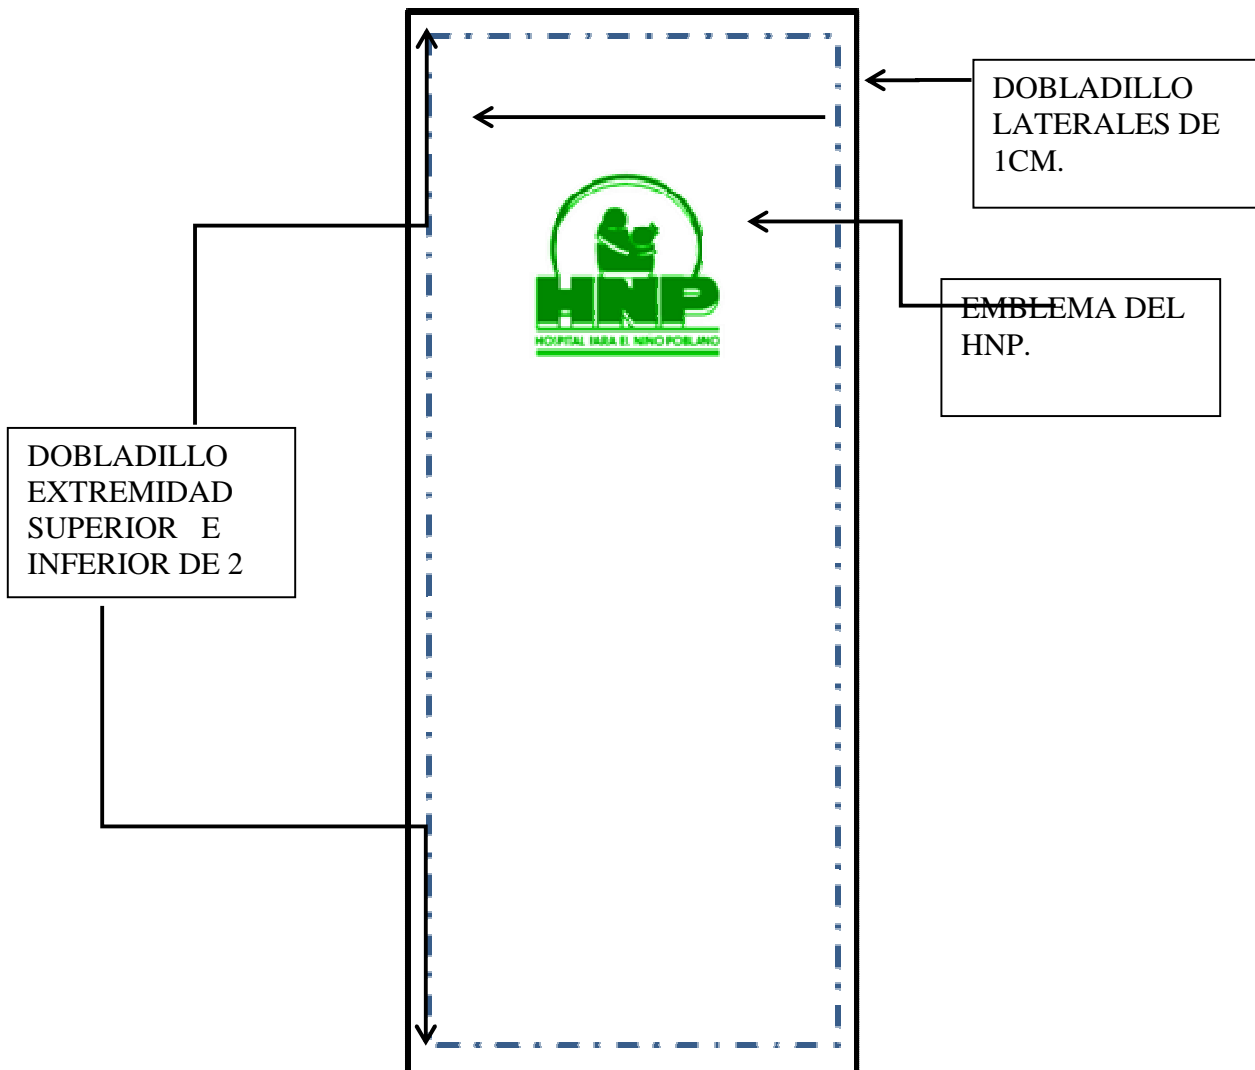 DOBLADILLO
LATERALES DE
1CM.
HNP
HOSPITAL PARA EL NIÑO POBLANO
EMBLEMA DEL
HNP.
DOBLADILLO
EXTREMIDAD
SUPERIOR E
INFERIOR DE 2